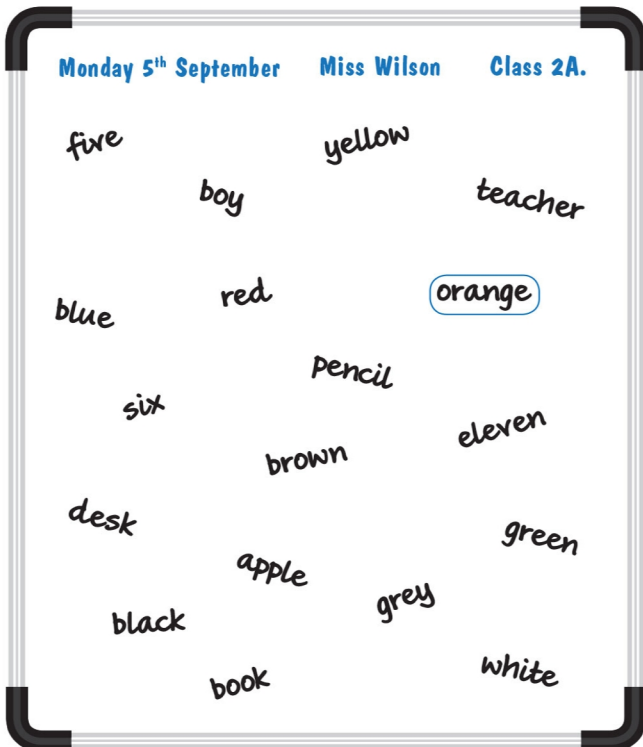 Monday 5th September Miss Wilson Class 2A.
five
yellow
boy
teacher
blue
red
orange
pencil
six
eleven
brown
desk
green
apple
grey
black
white
book